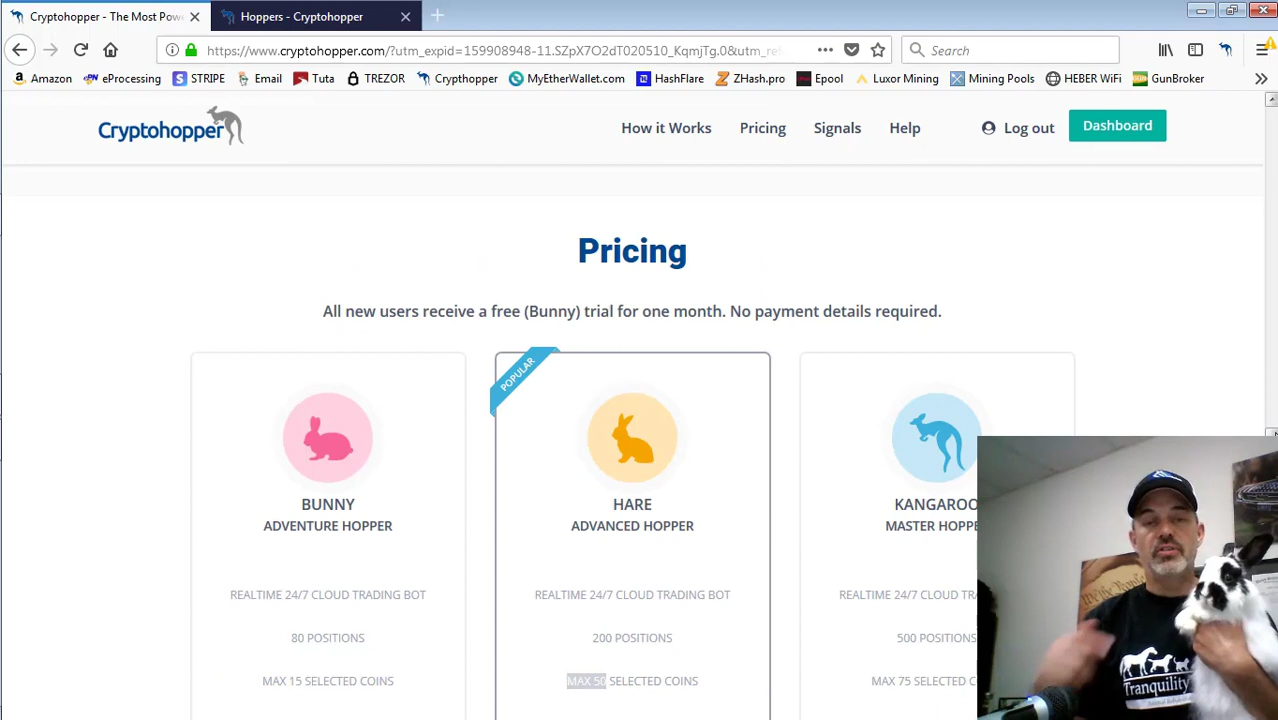 Cryptohopper - The Most Pow
Hoppers - Cryptohopper
https://www.cryptohopper.com/?utm_expid=159908948-11.SZpX7O2dT020510_KqmjTg.0&utm_ref
Search
Amazon
eProcessing
STRIPE
Email
Tuta
TREZOR
Crypthopper
MyEtherWallet.com
HashFlare
ZHash.pro
Epool
Luxor Mining
Mining Pools
HEBER WiFi
GunBroker
Cryptohopper
How it Works
Pricing
Signals
Help
Log out
Dashboard
Pricing
All new users receive a free (Bunny) trial for one month. No payment details required.
POPULAR
BUNNY
ADVENTURE HOPPER
REALTIME 24/7 CLOUD TRADING BOT
80 POSITIONS
MAX 15 SELECTED COINS
HARE
ADVANCED HOPPER
REALTIME 24/7 CLOUD TRADING BOT
200 POSITIONS
MAX 50 SELECTED COINS
KANGAROO
MASTER HOPPE
REALTIME 24/7 CLOUD
500 POSITIONS
MAX 75 SELECTED C
We the People
Tranquility